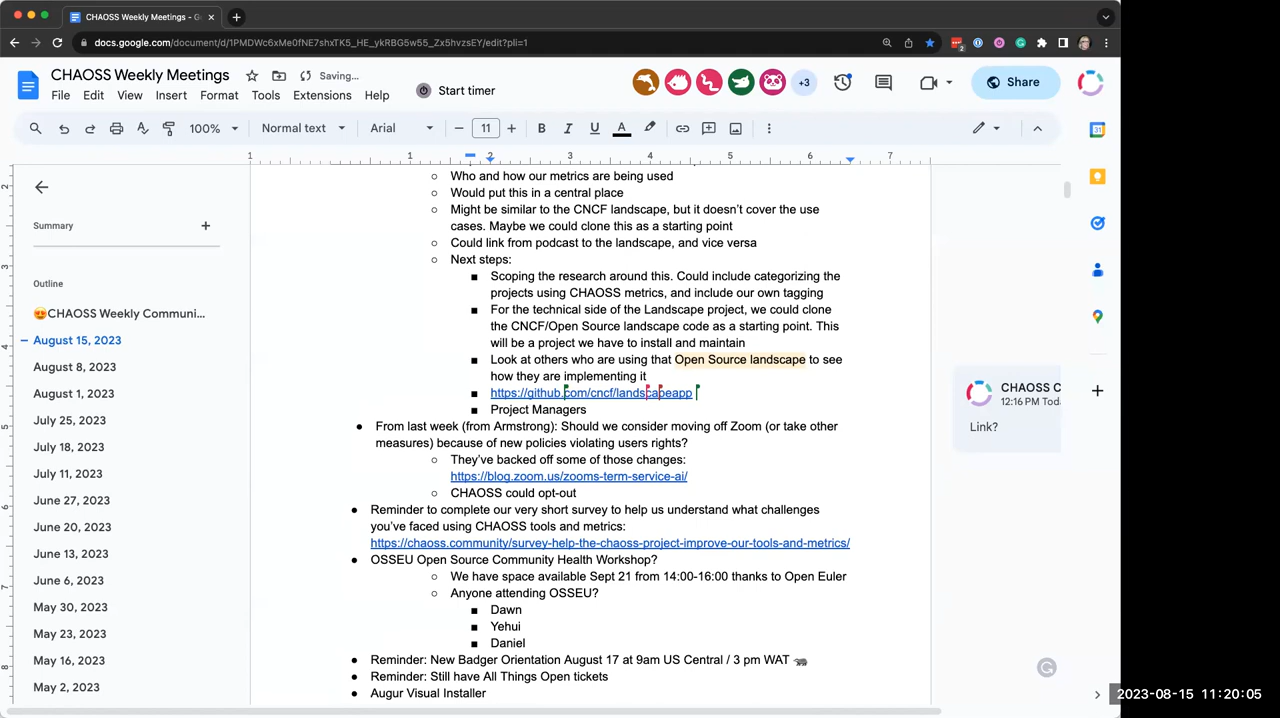 CHAOSS Weekly Meetings - G
docs.google.com/document/d/1PMDWc6xMe0fNE7shxTK5_HE_ykRBG5w55_Zx5hvzsEY/edit?pli=1
CHAOSS Weekly Meetings
Saving...
File Edit View Insert Format Tools Extensions Help
Start timer
+3
Share
100%
Normal text
Arial
11
1 1 2 3 4 5 6 7
Summary
Outline
😍CHAOSS Weekly Communi...
August 15, 2023
August 8, 2023
August 1, 2023
July 25, 2023
July 18, 2023
July 11, 2023
June 27, 2023
June 20, 2023
June 13, 2023
June 6, 2023
May 30, 2023
May 23, 2023
May 16, 2023
May 2, 2023
Who and how our metrics are being used
Would put this in a central place
Might be similar to the CNCF landscape, but it doesn't cover the use
cases. Maybe we could clone this as a starting point
Could link from podcast to the landscape, and vice versa
Next steps:
Scoping the research around this. Could include categorizing the
projects using CHAOSS metrics, and include our own tagging
For the technical side of the Landscape project, we could clone
the CNCF/Open Source landscape code as a starting point. This
will be a project we have to install and maintain
Look at others who are using that Open Source landscape to see
how they are implementing it
https://github.com/cncf/landscapeapp
Project Managers
From last week (from Armstrong): Should we consider moving off Zoom (or take other
measures) because of new policies violating users rights?
They've backed off some of those changes:
https://blog.zoom.us/zooms-term-service-ai/
CHAOSS could opt-out
Reminder to complete our very short survey to help us understand what challenges
you've faced using CHAOSS tools and metrics:
https://chaoss.community/survey-help-the-chaoss-project-improve-our-tools-and-metrics/
OSSEU Open Source Community Health Workshop?
We have space available Sept 21 from 14:00-16:00 thanks to Open Euler
Anyone attending OSSEU?
Dawn
Yehui
Daniel
Reminder: New Badger Orientation August 17 at 9am US Central / 3 pm WAT 🦡
Reminder: Still have All Things Open tickets
Augur Visual Installer
CHAOSS C
12:16 PM Toda
Link?
2023-08-15 11:20:05